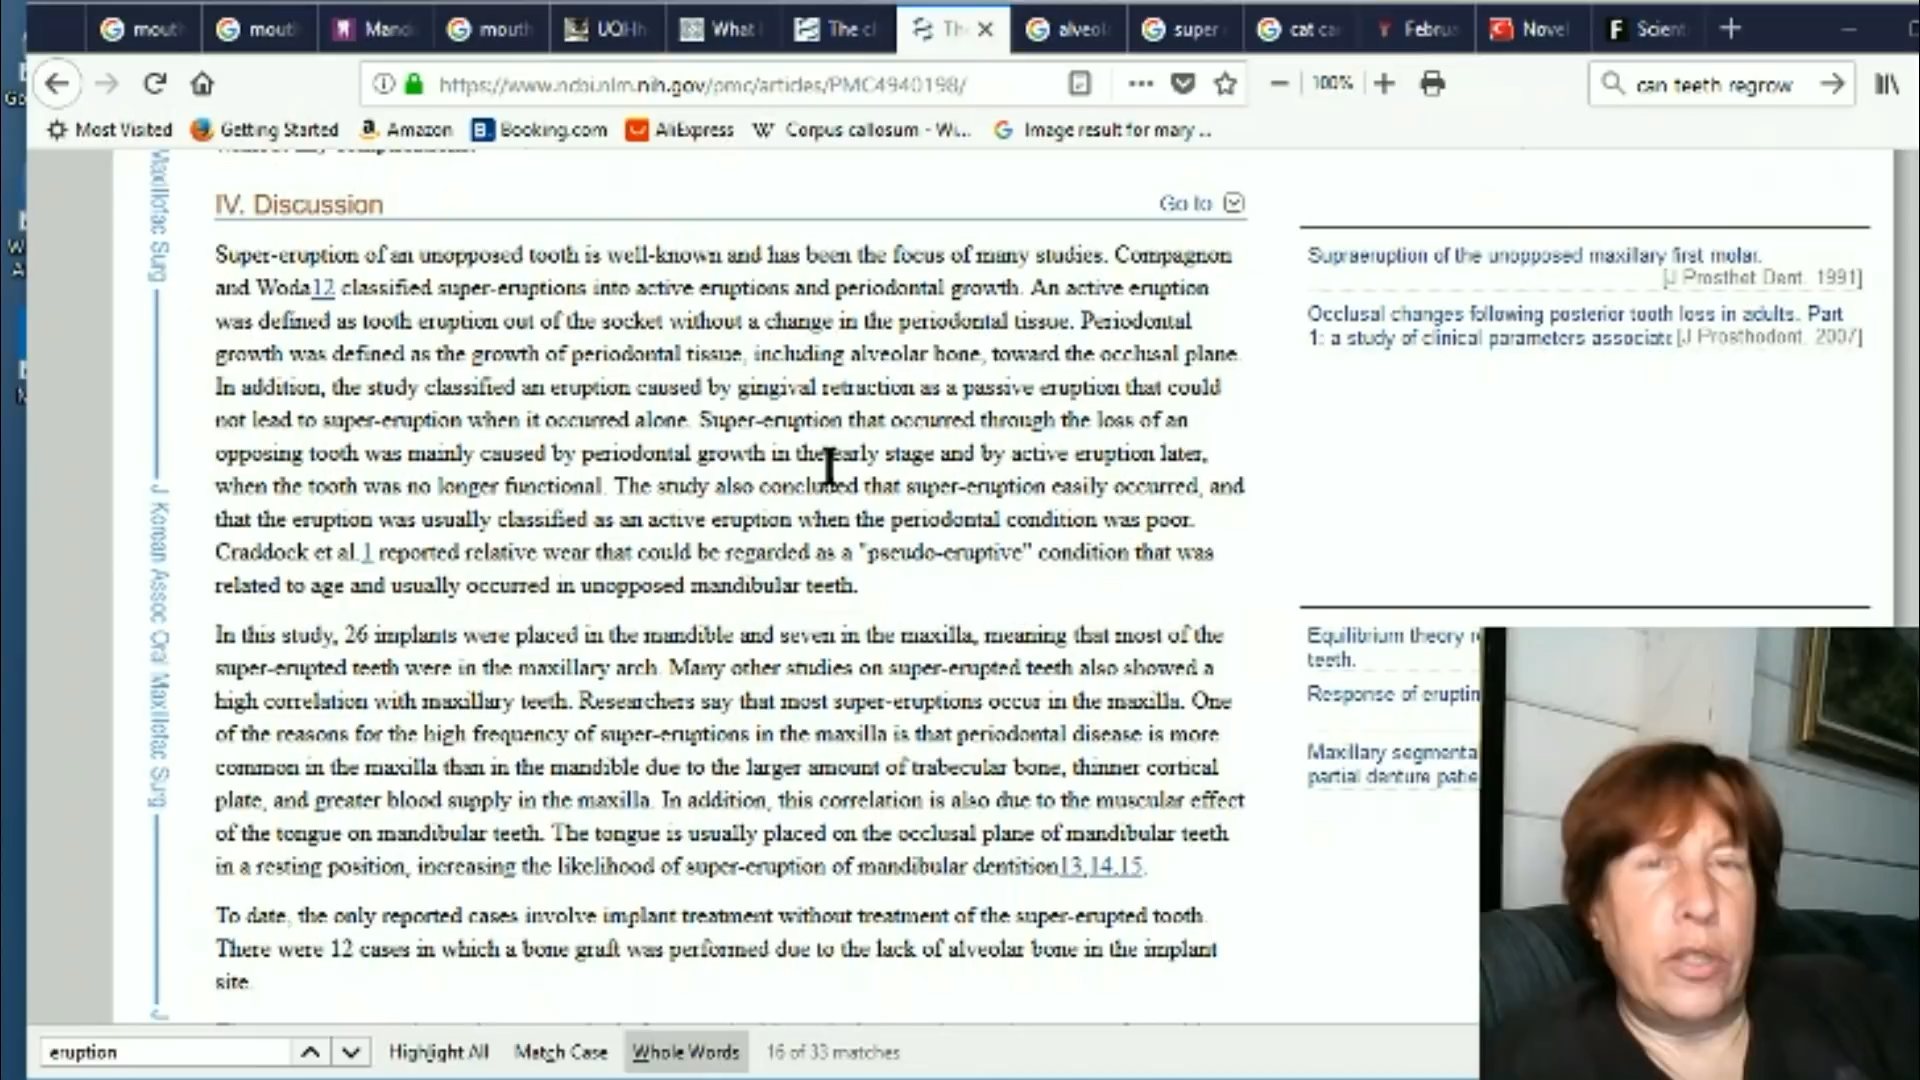 mout
mout
Mand
mout
UQHh
What
The cl
Th
alveol
super
cat ca
Februa
Novel
Scient
https://www.ncbi.nlm.nih.gov/pmc/articles/PMC4940198/
100%
can teeth regrow
Most Visited
Getting Started
Amazon
Booking.com
AliExpress
Corpus callosum - Wi...
Image result for mary ...
IV. Discussion
Go to
Super-eruption of an unopposed tooth is well-known and has been the focus of many studies. Compagnon
and Woda12 classified super-eruptions into active eruptions and periodontal growth. An active eruption
was defined as tooth eruption out of the socket without a change in the periodontal tissue. Periodontal
growth was defined as the growth of periodontal tissue, including alveolar bone, toward the occlusal plane.
In addition, the study classified an eruption caused by gingival retraction as a passive eruption that could
not lead to super-eruption when it occurred alone. Super-eruption that occurred through the loss of an
opposing tooth was mainly caused by periodontal growth in the early stage and by active eruption later,
when the tooth was no longer functional. The study also concluded that super-eruption easily occurred, and
that the eruption was usually classified as an active eruption when the periodontal condition was poor.
Craddock et al.1 reported relative wear that could be regarded as a "pseudo-eruptive" condition that was
related to age and usually occurred in unopposed mandibular teeth.
In this study, 26 implants were placed in the mandible and seven in the maxilla, meaning that most of the
super-erupted teeth were in the maxillary arch. Many other studies on super-erupted teeth also showed a
high correlation with maxillary teeth. Researchers say that most super-eruptions occur in the maxilla. One
of the reasons for the high frequency of super-eruptions in the maxilla is that periodontal disease is more
common in the maxilla than in the mandible due to the larger amount of trabecular bone, thinner cortical
plate, and greater blood supply in the maxilla. In addition, this correlation is also due to the muscular effect
of the tongue on mandibular teeth. The tongue is usually placed on the occlusal plane of mandibular teeth
in a resting position, increasing the likelihood of super-eruption of mandibular dentition13,14,15.
To date, the only reported cases involve implant treatment without treatment of the super-erupted tooth.
There were 12 cases in which a bone graft was performed due to the lack of alveolar bone in the implant
site.
Supraeruption of the unopposed maxillary first molar.
[J Prosthet Dent. 1991]
Occlusal changes following posterior tooth loss in adults. Part
1: a study of clinical parameters associate [J Prosthodont. 2007]
Equilibrium theory r
teeth.
Response of eruptin
Maxillary segmenta
partial denture patie
Maxillofac Surg
J Korean Assoc Oral Maxillofac Surg
J
eruption
Highlight All
Match Case
Whole Words
16 of 33 matches